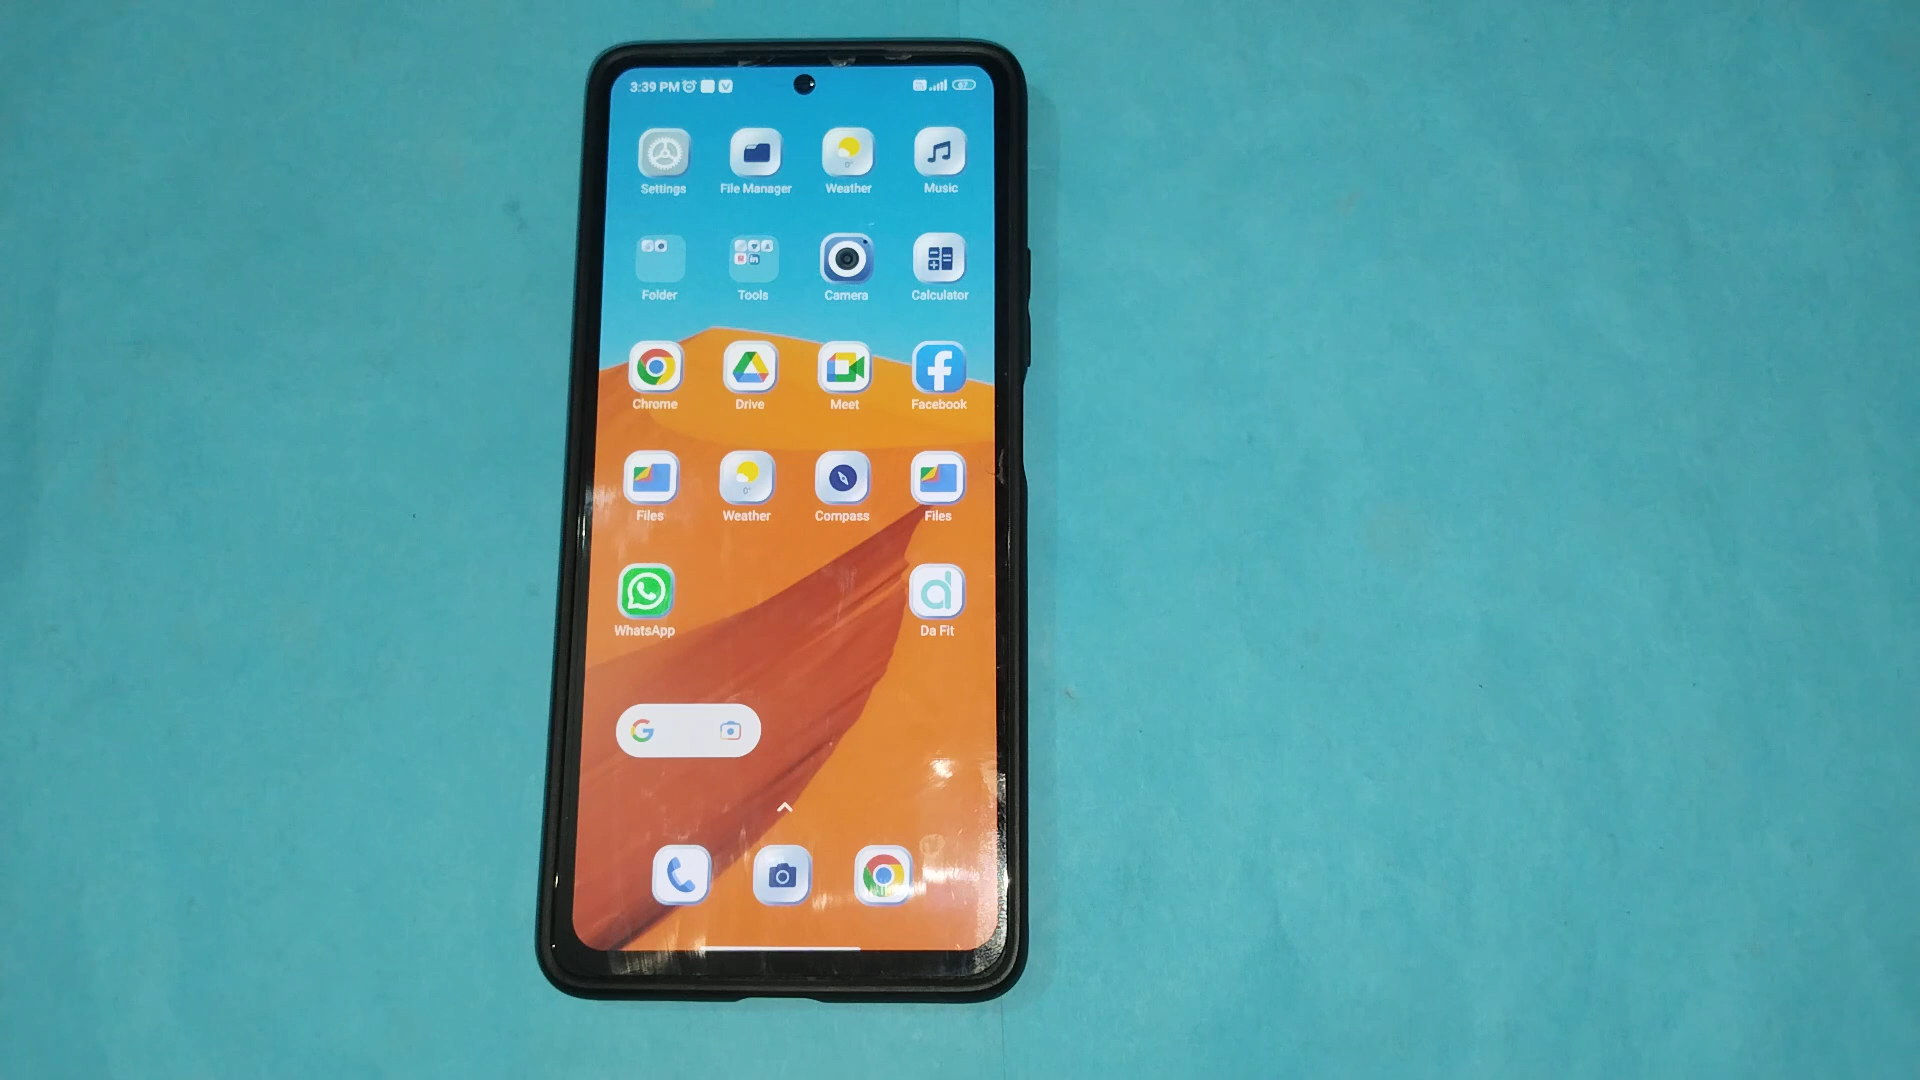 3:39 PM 67
Settings File Manager Weather Music
Folder Tools Camera Calculator
Chrome Drive Meet Facebook
Files Weather Compass Files
WhatsApp Da Fit